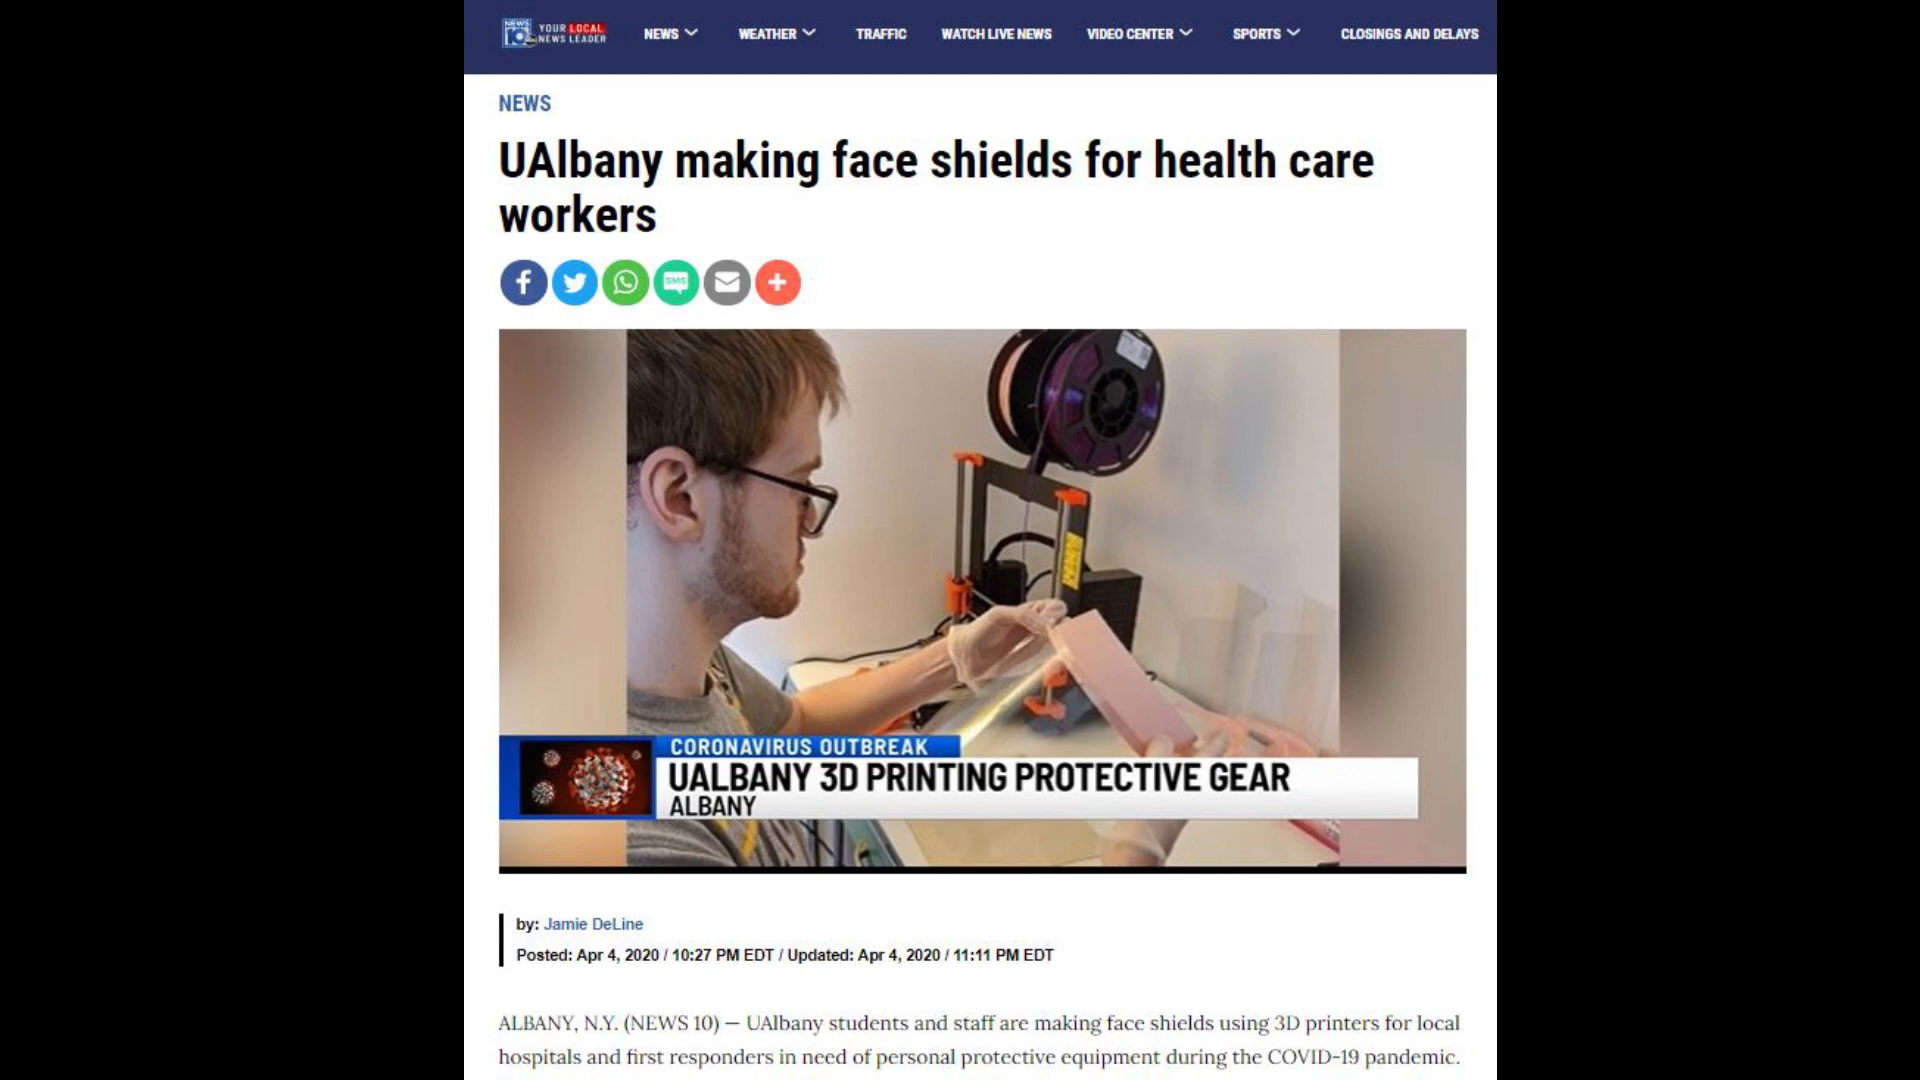 NEWS
10
YOUR LOCAL
NEWS LEADER
NEWS
WEATHER
TRAFFIC
WATCH LIVE NEWS
VIDEO CENTER
SPORTS
CLOSINGS AND DELAYS
NEWS
UAlbany making face shields for health care
workers
SMS
CORONAVIRUS OUTBREAK
UALBANY 3D PRINTING PROTECTIVE GEAR
ALBANY
by: Jamie DeLine
Posted: Apr 4, 2020 / 10:27 PM EDT / Updated: Apr 4, 2020 / 11:11 PM EDT
ALBANY, N.Y. (NEWS 10) — UAlbany students and staff are making face shields using 3D printers for local
hospitals and first responders in need of personal protective equipment during the COVID-19 pandemic.